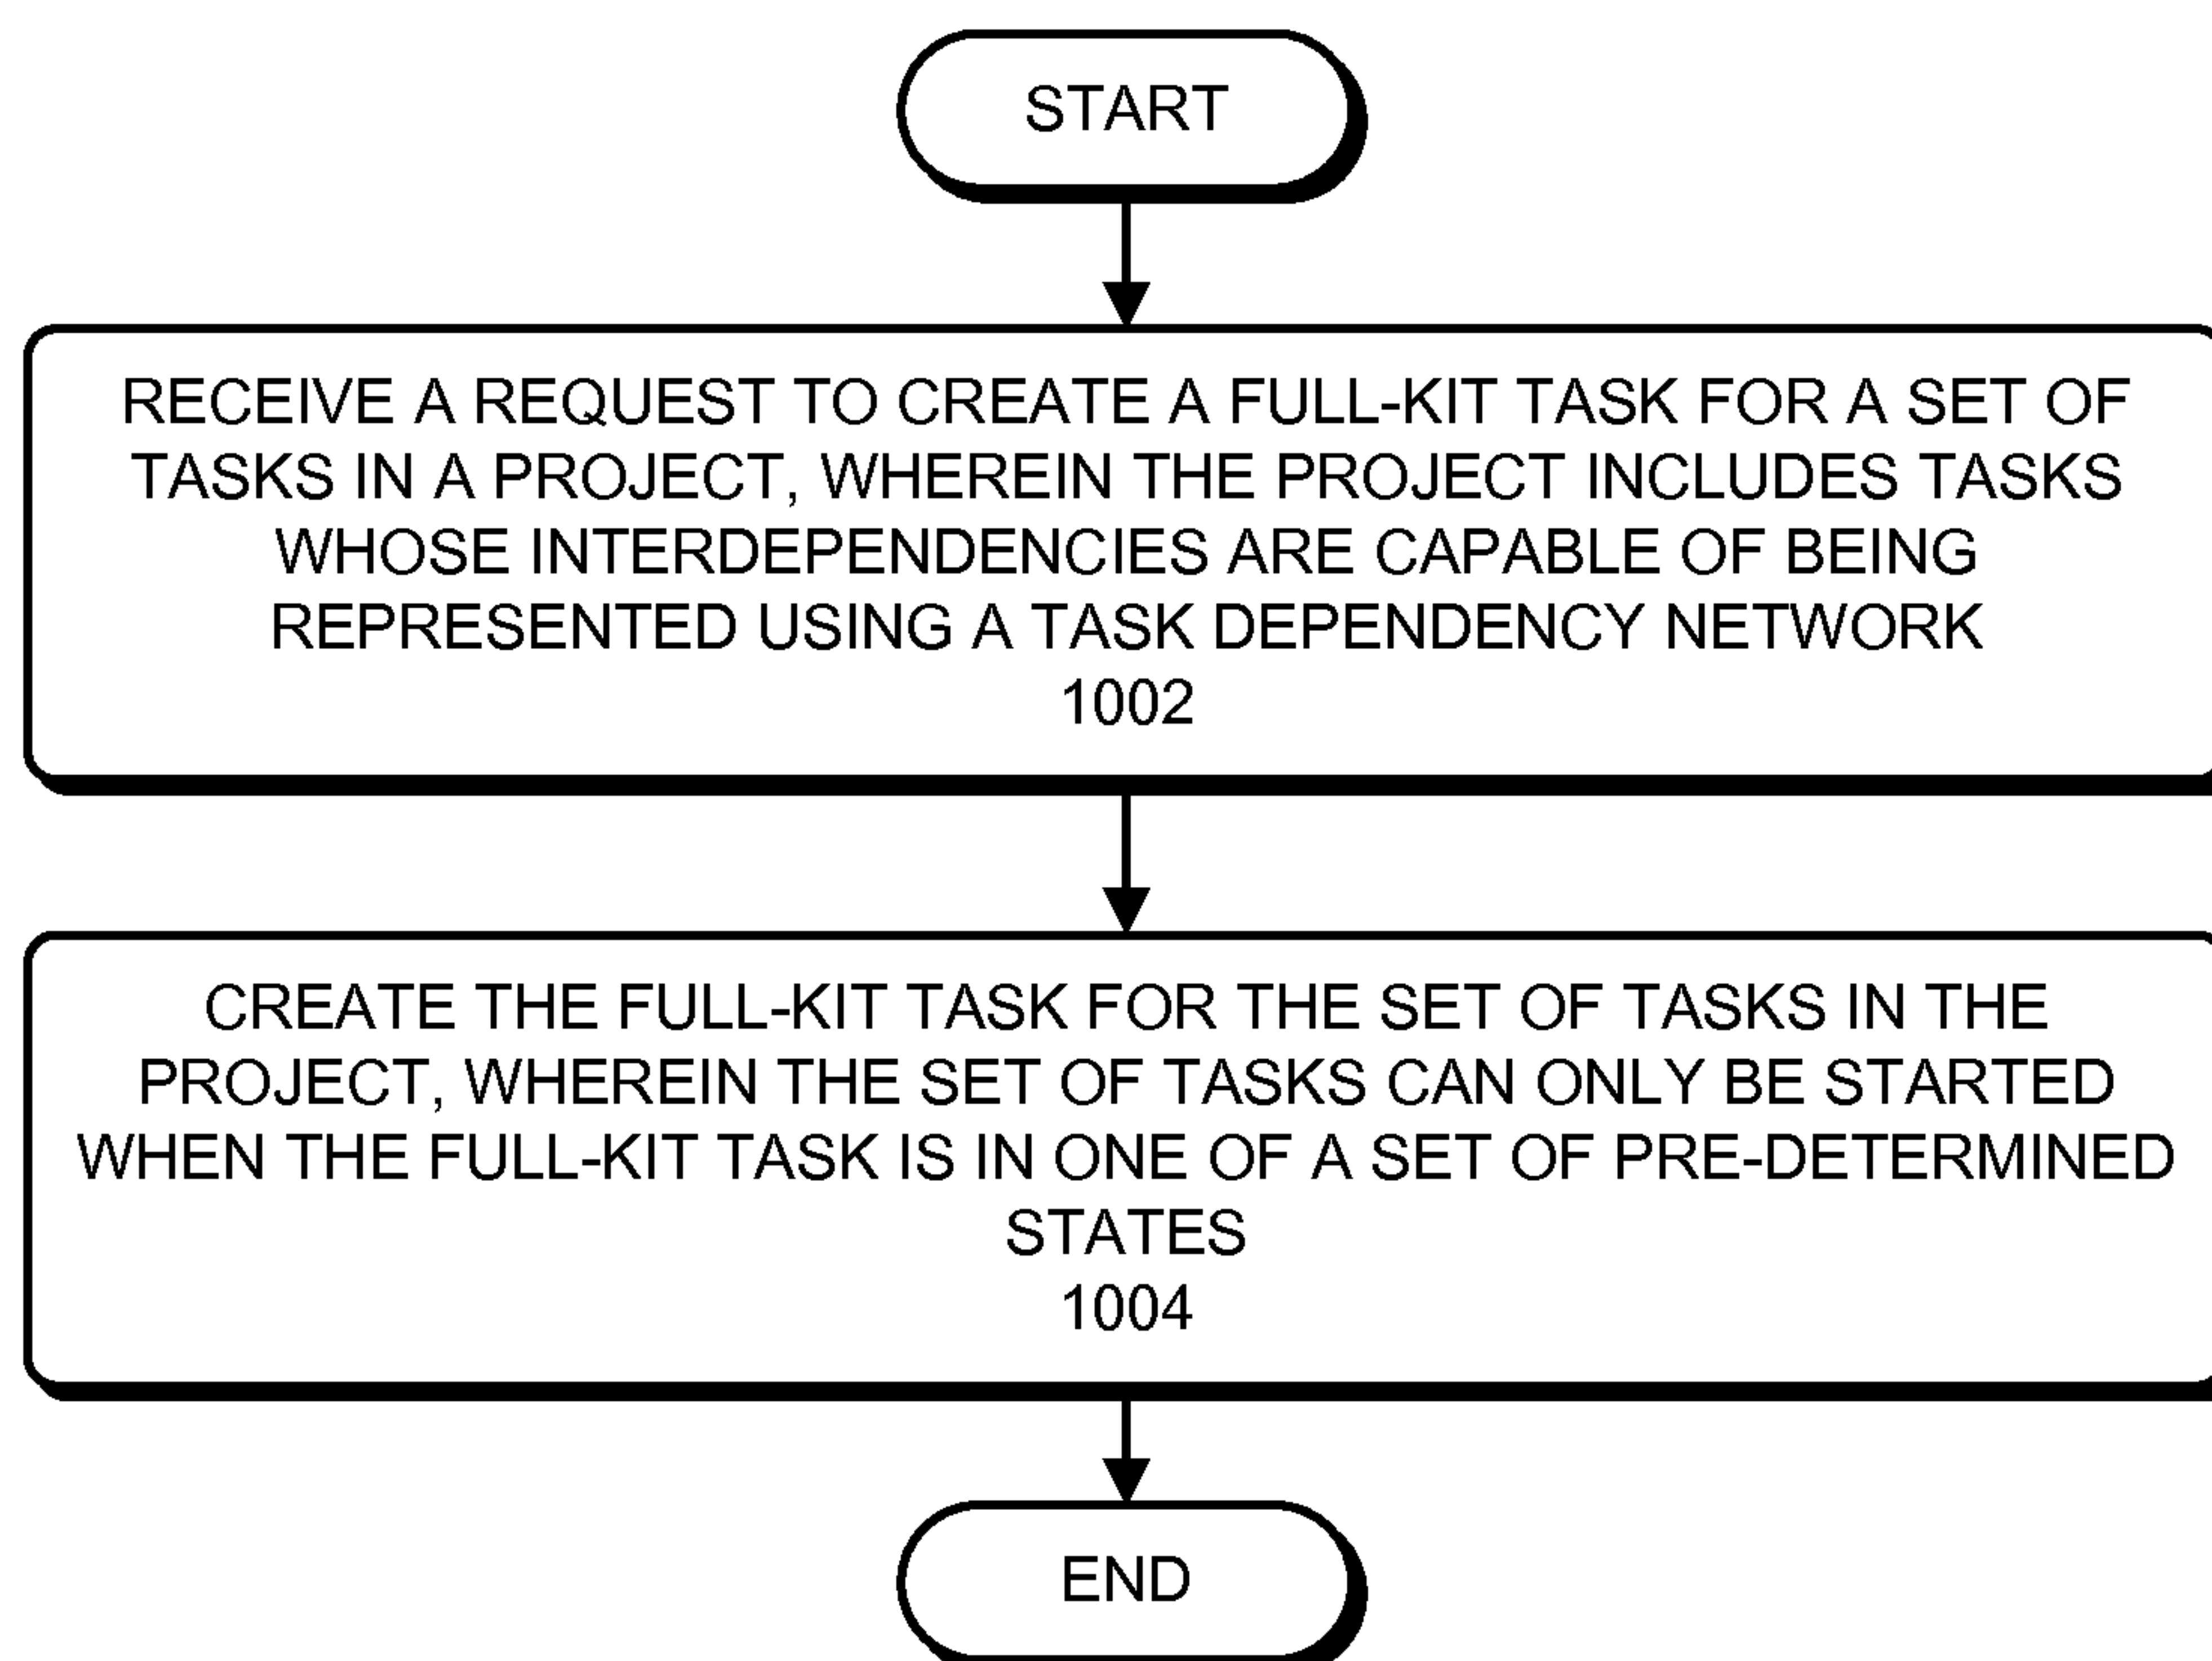 START
RECEIVE A REQUEST TO CREATE A FULL-KIT TASK FOR A SET OF
TASKS IN A PROJECT, WHEREIN THE PROJECT INCLUDES TASKS
WHOSE INTERDEPENDENCIES ARE CAPABLE OF BEING
REPRESENTED USING A TASK DEPENDENCY NETWORK
1002
CREATE THE FULL-KIT TASK FOR THE SET OF TASKS IN THE
PROJECT, WHEREIN THE SET OF TASKS CAN ONLY BE STARTED
WHEN THE FULL-KIT TASK IS IN ONE OF A SET OF PRE-DETERMINED
STATES
1004
END